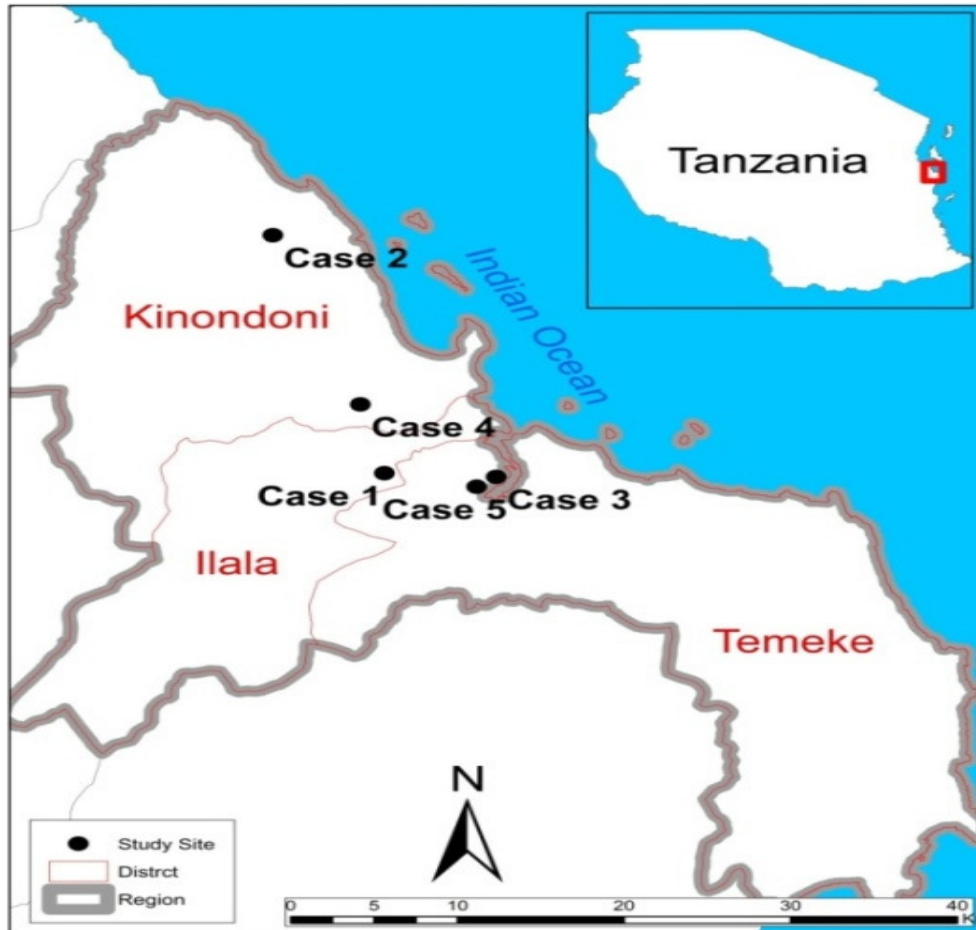 Tanzania
Case 2
Indian Ocean
Kinondoni
Case 4
Case 1
Case 5
Case 3
Ilala
Temeke
N
Study Site
Distrct
Region
0 5 10 20 30 40
K